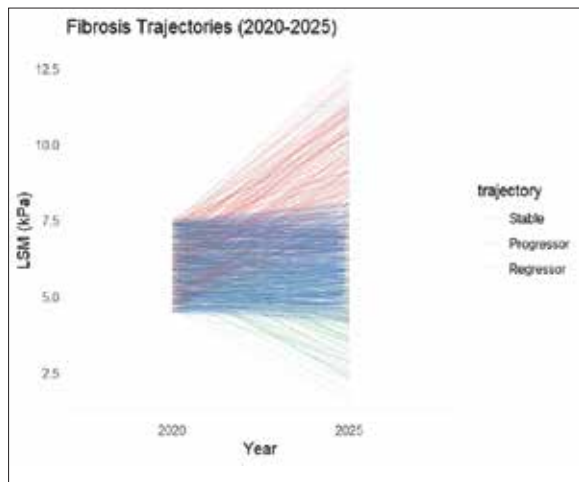 Fibrosis Trajectories (2020-2025)
12.5
10.0
7.5
5.0
2.5
LSM (kPa)
2020
2025
Year
trajectory
Stable
Progressor
Regressor